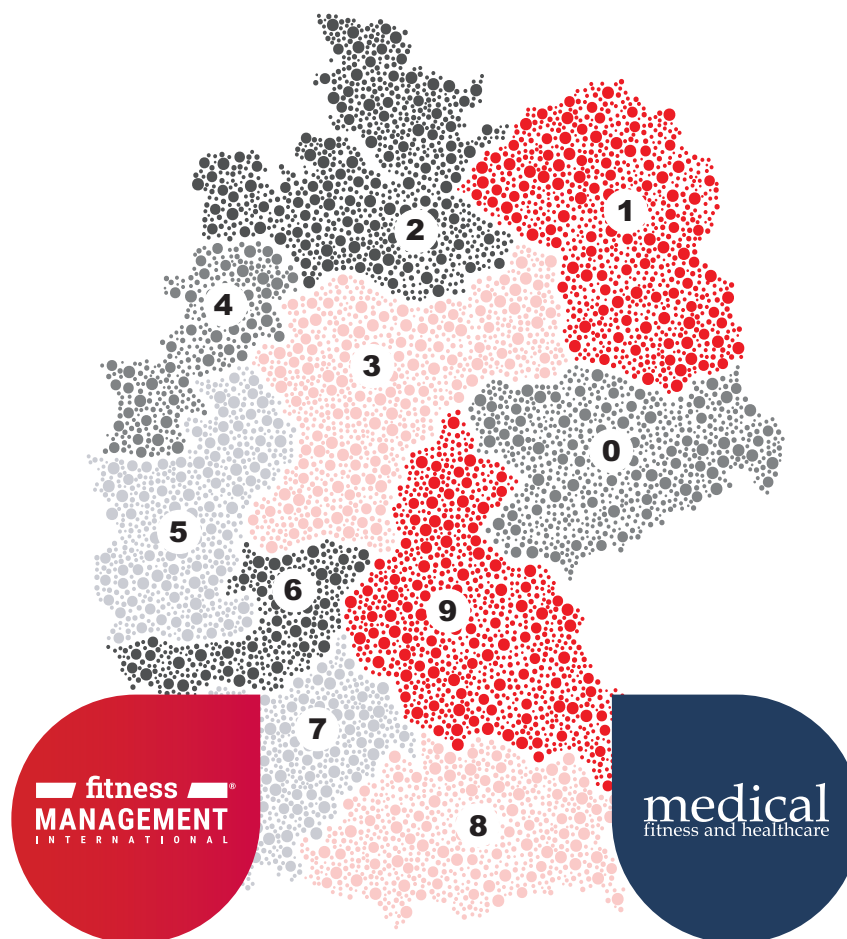 1
2
4
3
0
5
6
9
7
8
fitness ®
MANAGEMENT
INTERNATIONAL
medical
fitness and healthcare